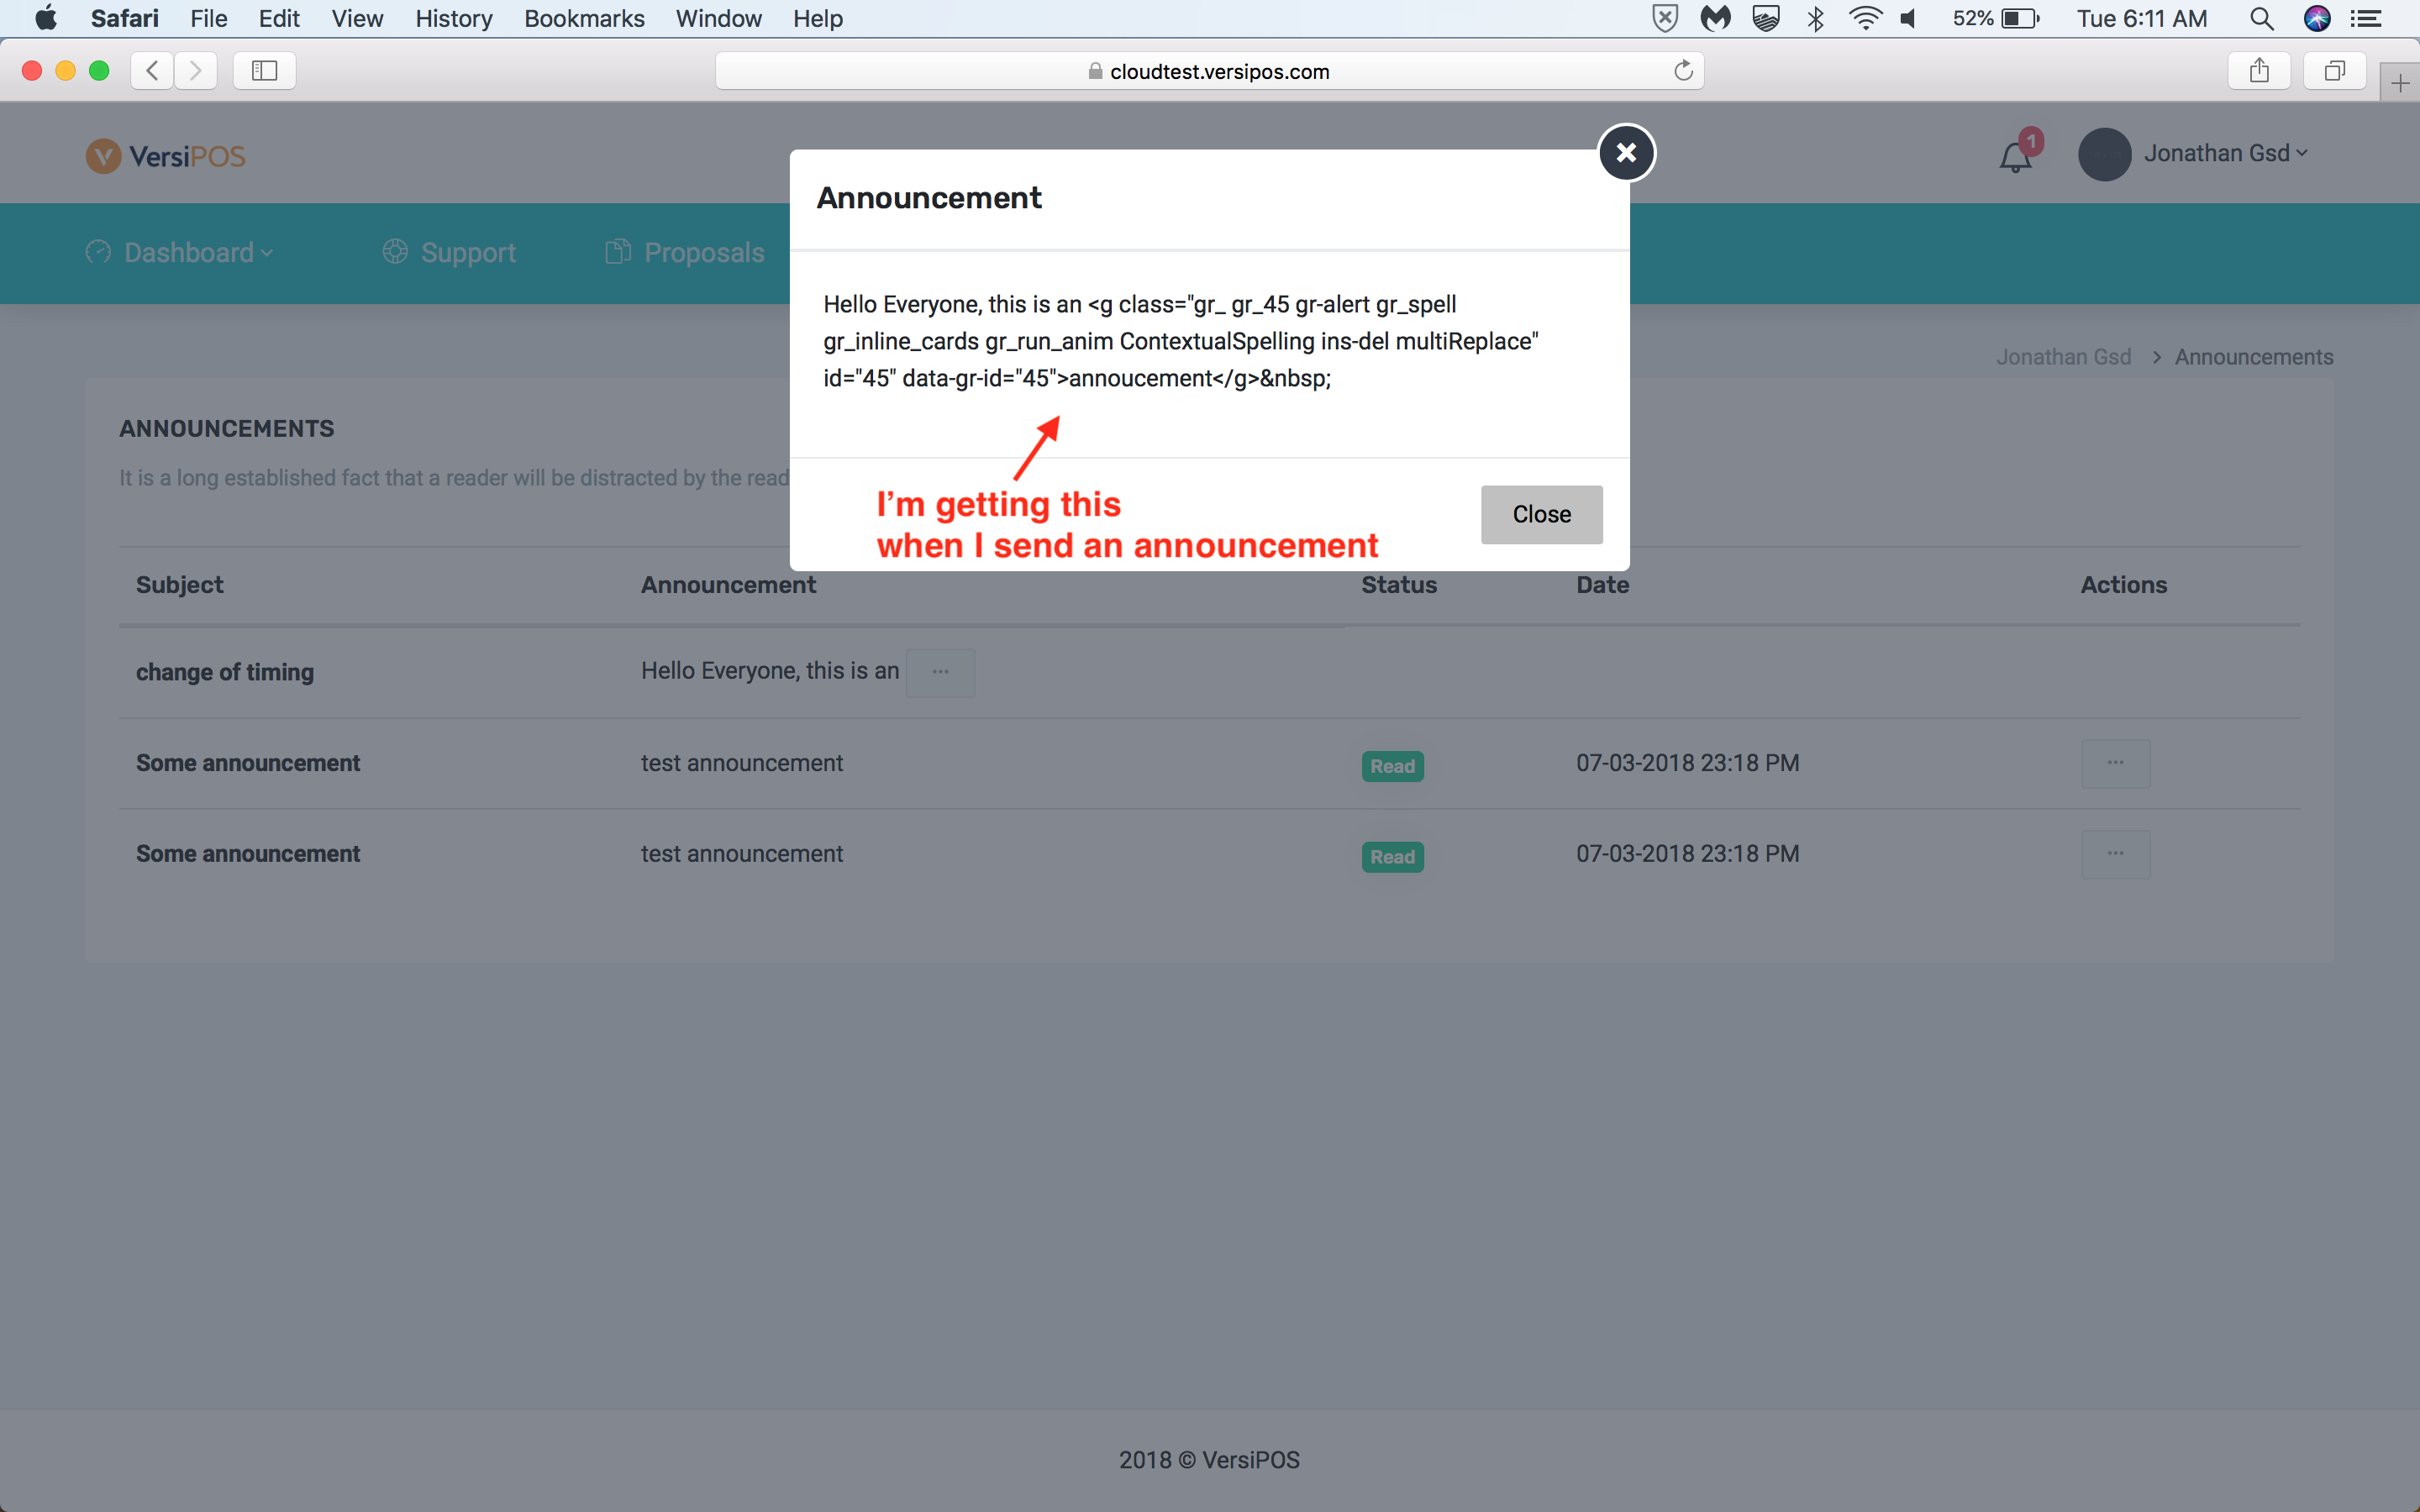 Safari File Edit View History Bookmarks Window Help 52% Tue 6:11 AM
cloudtest.versipos.com
VersiPOS
1
Jonathan Gsd
Dashboard Support Proposals
Jonathan Gsd > Announcements
Announcement
Hello Everyone, this is an <g class="gr_ gr_45 gr-alert gr_spell
gr_inline_cards gr_run_anim ContextualSpelling ins-del multiReplace"
id="45" data-gr-id="45">annoucement</g>&nbsp;
I'm getting this
when I send an announcement
Close
ANNOUNCEMENTS
It is a long established fact that a reader will be distracted by the read
Subject Announcement Status Date Actions
change of timing Hello Everyone, this is an ...
Some announcement test announcement Read 07-03-2018 23:18 PM ...
Some announcement test announcement Read 07-03-2018 23:18 PM ...
2018 © VersiPOS